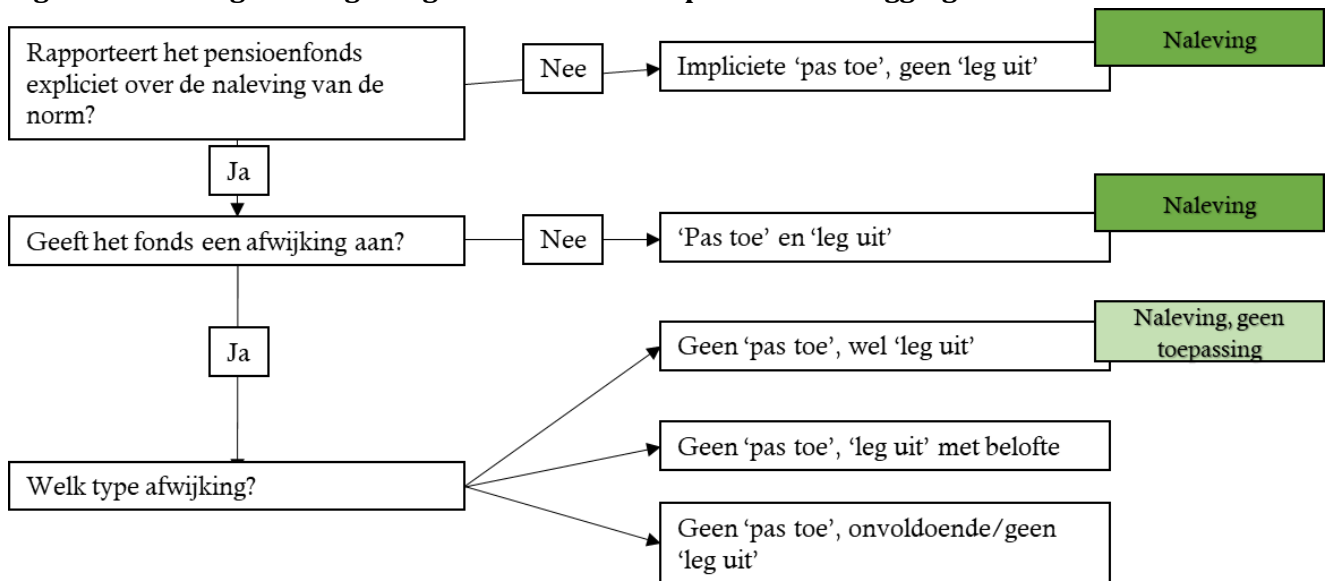 Rapporteert het pensioenfonds
expliciet over de naleving van de
norm?
Nee
Impliciete ‘pas toe’, geen ‘leg uit’
Naleving
Ja
Geeft het fonds een afwijking aan?
Nee
‘Pas toe’ en ‘leg uit’
Naleving
Ja
Geen ‘pas toe’, wel ‘leg uit’
Naleving, geen
toepassing
Geen ‘pas toe’, ‘leg uit’ met belofte
Welk type afwijking?
Geen ‘pas toe’, onvoldoende/geen
‘leg uit’